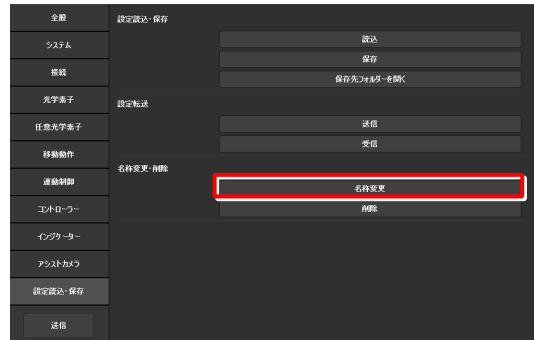 全般
システム
接続
光学素子
任意光学素子
移動動作
連動制御
コントローラー
インジケーター
アシストカメラ
設定読込・保存
送信
設定読込・保存
読込
保存
保存先フォルダーを開く
設定転送
送信
受信
名称変更・削除
名称変更
削除